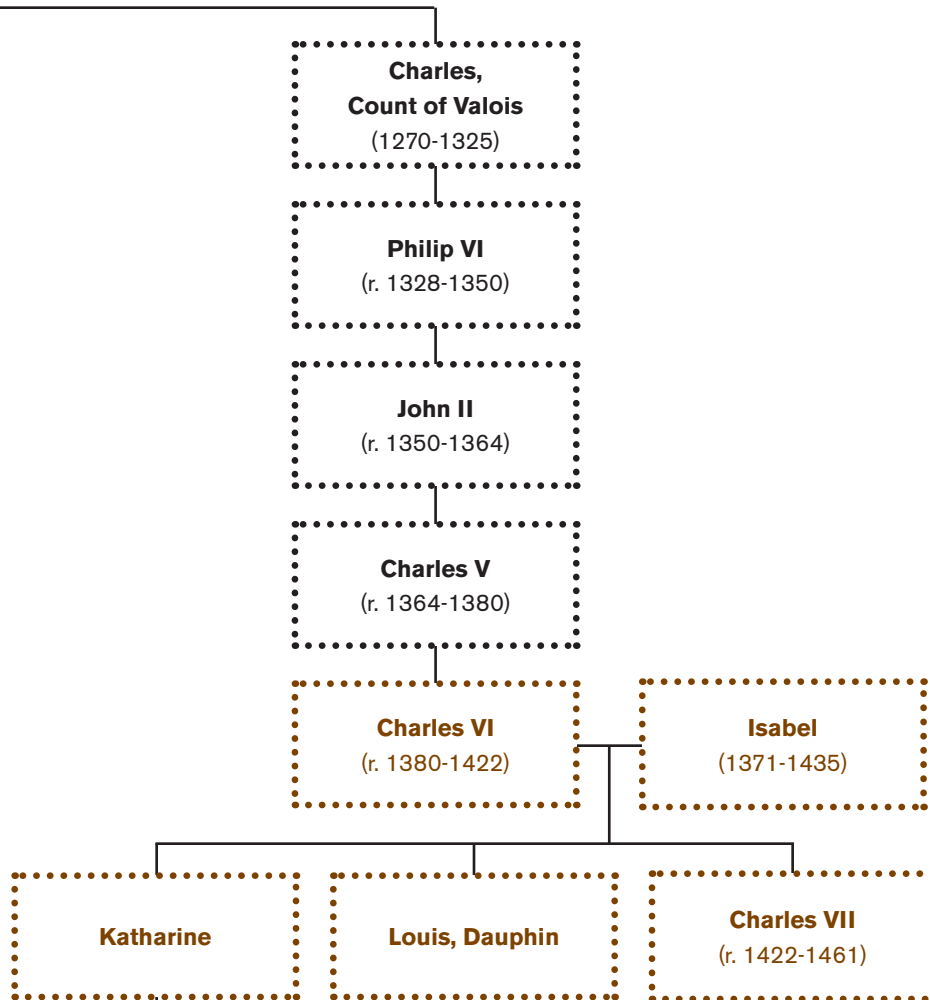 Charles,
Count of Valois
(1270-1325)
Philip VI
(r. 1328-1350)
John II
(r. 1350-1364)
Charles V
(r. 1364-1380)
Charles VI
(r. 1380-1422)
Isabel
(1371-1435)
Katharine
Louis, Dauphin
Charles VII
(r. 1422-1461)